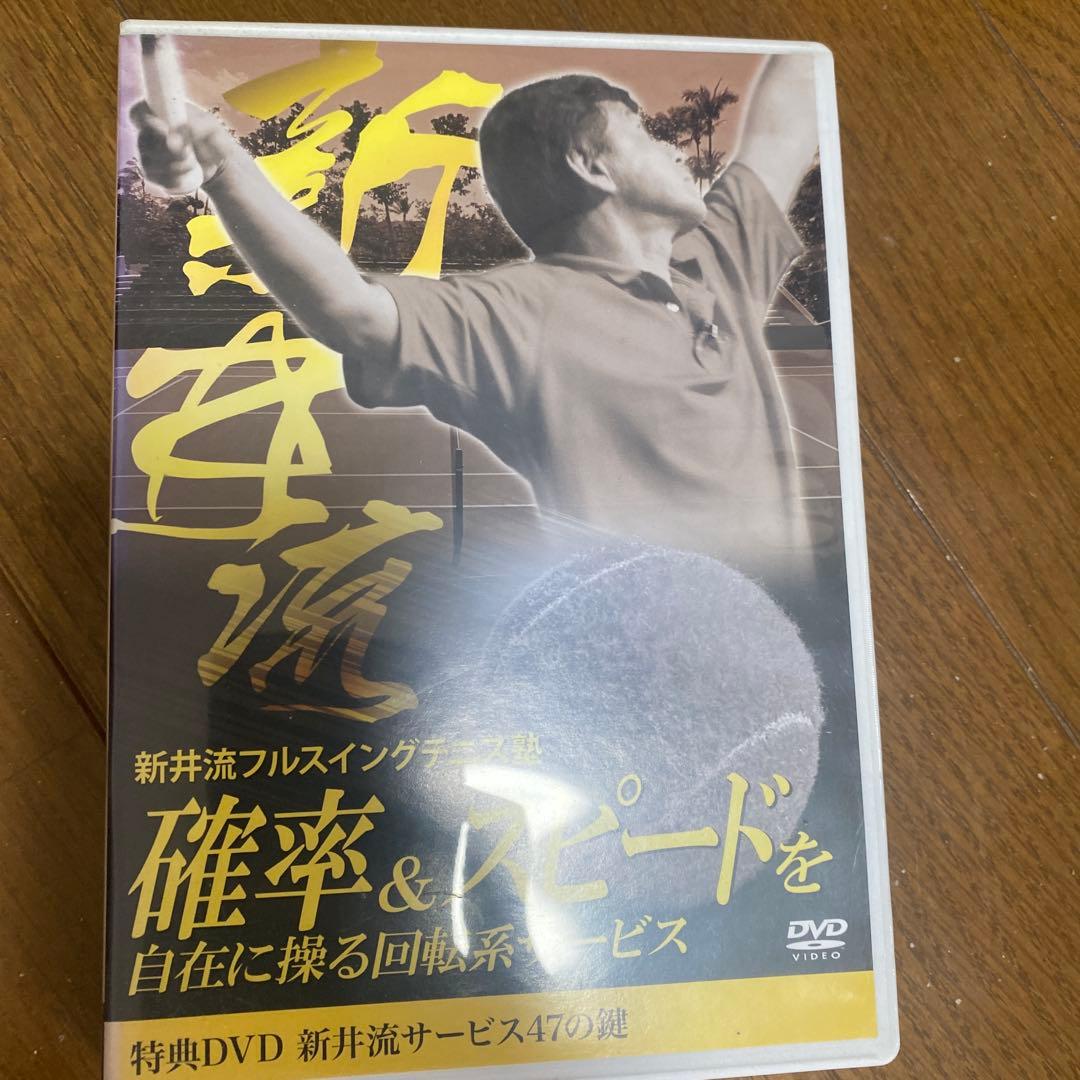 新井流
新井流フルスイングテニス塾
確率&スピードを
自在に操る回転系サービス
DVD
VIDEO
特典DVD 新井流サービス47の鍵